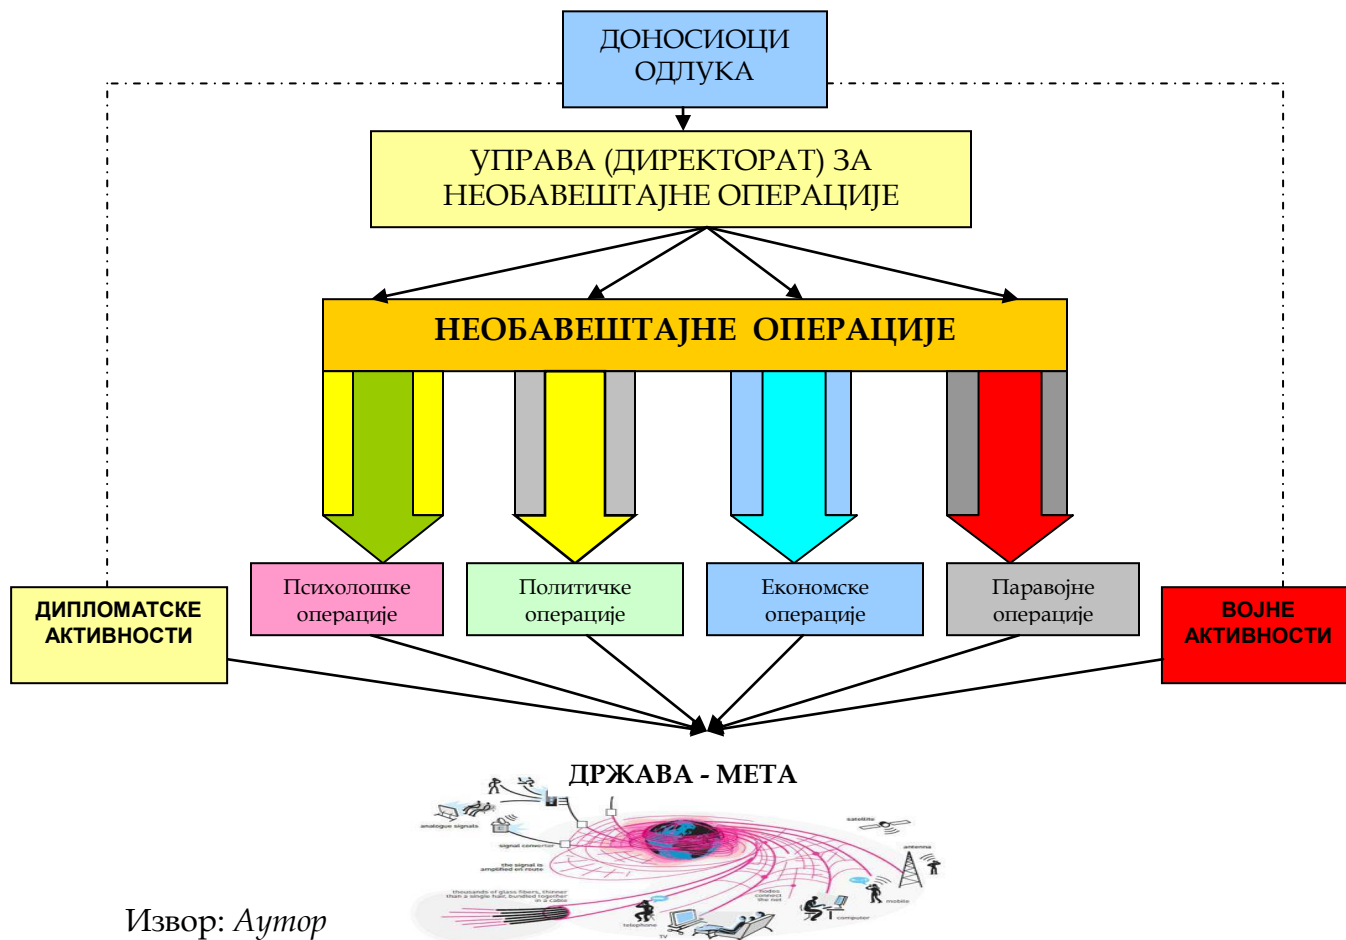 ДОНОСИОЦИ
ОДЛУКА
УПРАВА (ДИРЕКТОРАТ) ЗА
НЕОБАВЕШТАЈНЕ ОПЕРАЦИЈЕ
НЕОБАВЕШТАЈНЕ ОПЕРАЦИЈЕ
Психолошке
операције
Политичке
операције
Економске
операције
Паравојне
операције
ДИПЛОМАТСКЕ
АКТИВНОСТИ
ВОЈНЕ
АКТИВНОСТИ
ДРЖАВА - МЕТА
analogue signals
signal converter
the signal is
amplified en route
thousands of glass fibers, thinner
than a single hair, bundled together
in a cable
satellite
antenna
mobile
nodes
connect
the net
computer
telephone
TV
Извор: Аутор